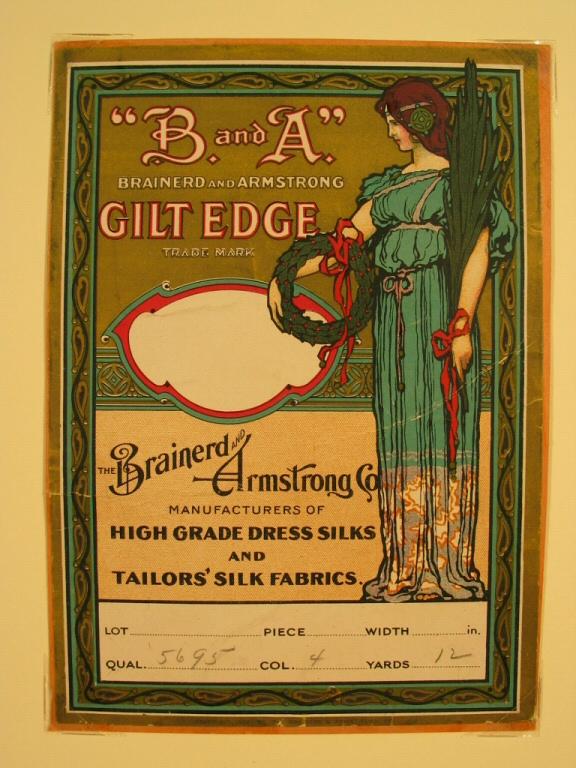 "B. and A."
BRAINERD AND ARMSTRONG
GILT EDGE
TRADE MARK
THE Brainerd AND Armstrong Co
MANUFACTURERS OF
HIGH GRADE DRESS SILKS
AND
TAILORS' SILK FABRICS.
LOT PIECE WIDTH in.
QUAL. 5695 COL. 4 YARDS 12